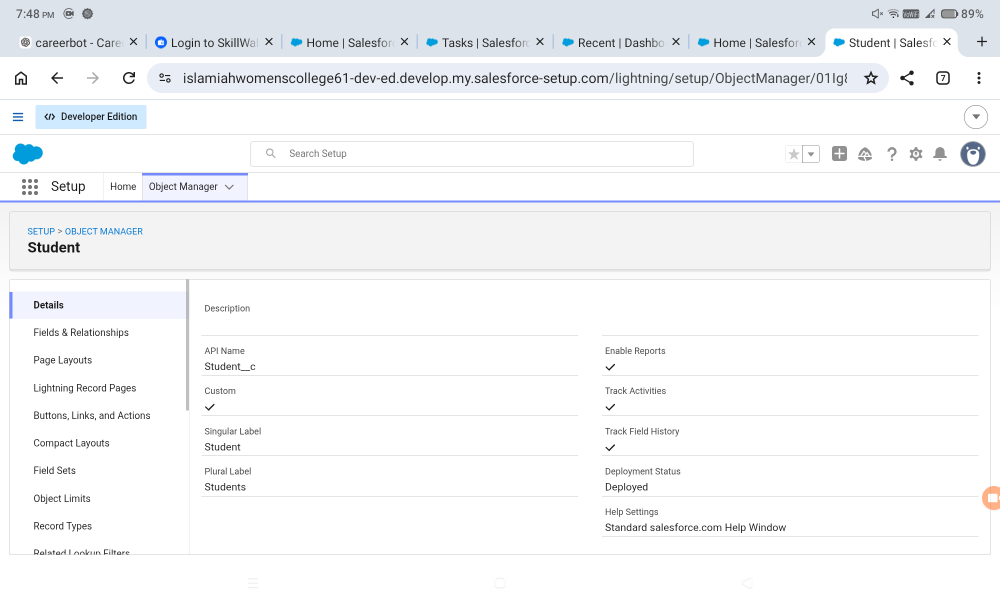 7:48 PM
VoWiFi
89%
careerbot - Caree
Login to SkillWal
Home | Salesforc
Tasks | Salesforc
Recent | Dashbo
Home | Salesforc
Student | Salesfo
islamiahwomenscollege61-dev-ed.develop.my.salesforce-setup.com/lightning/setup/ObjectManager/01Ig8
7
Developer Edition
Search Setup
Setup
Home
Object Manager
SETUP > OBJECT MANAGER
Student
Details
Fields & Relationships
Page Layouts
Lightning Record Pages
Buttons, Links, and Actions
Compact Layouts
Field Sets
Object Limits
Record Types
Related Lookup Filters
Description
API Name
Student__c
Custom
Singular Label
Student
Plural Label
Students
Enable Reports
Track Activities
Track Field History
Deployment Status
Deployed
Help Settings
Standard salesforce.com Help Window